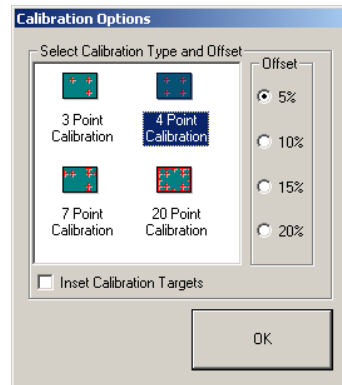 Calibration Options
Select Calibration Type and Offset
Offset
3 Point
Calibration
4 Point
Calibration
5%
10%
7 Point
Calibration
20 Point
Calibration
15%
20%
Inset Calibration Targets
OK